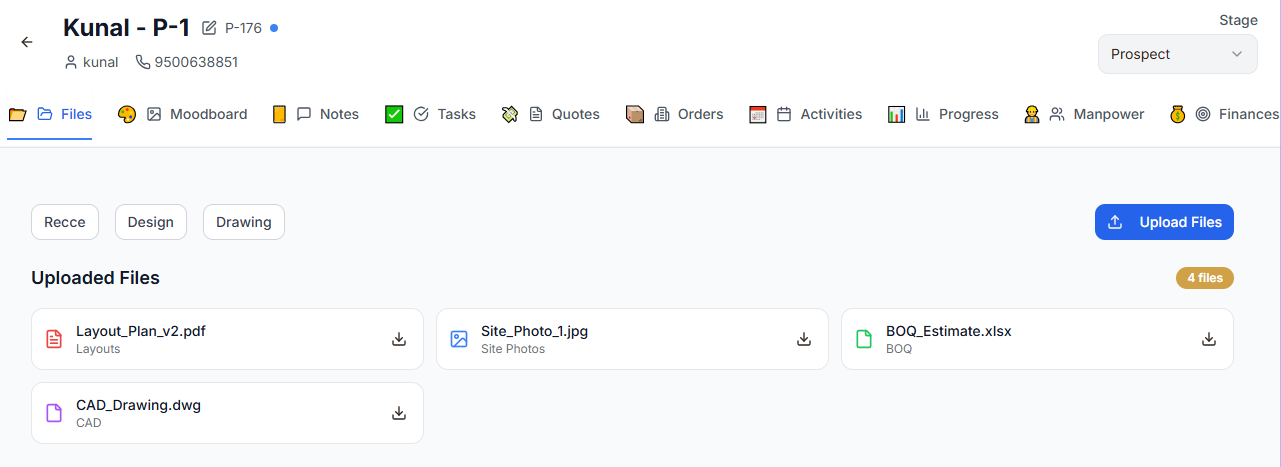 Kunal - P-1 P-176
Stage
kunal 9500638851
Prospect
Files Moodboard Notes Tasks Quotes Orders Activities Progress Manpower Finances
Recce Design Drawing Upload Files
Uploaded Files 4 files
Layout_Plan_v2.pdf
Layouts
Site_Photo_1.jpg
Site Photos
BOQ_Estimate.xlsx
BOQ
CAD_Drawing.dwg
CAD